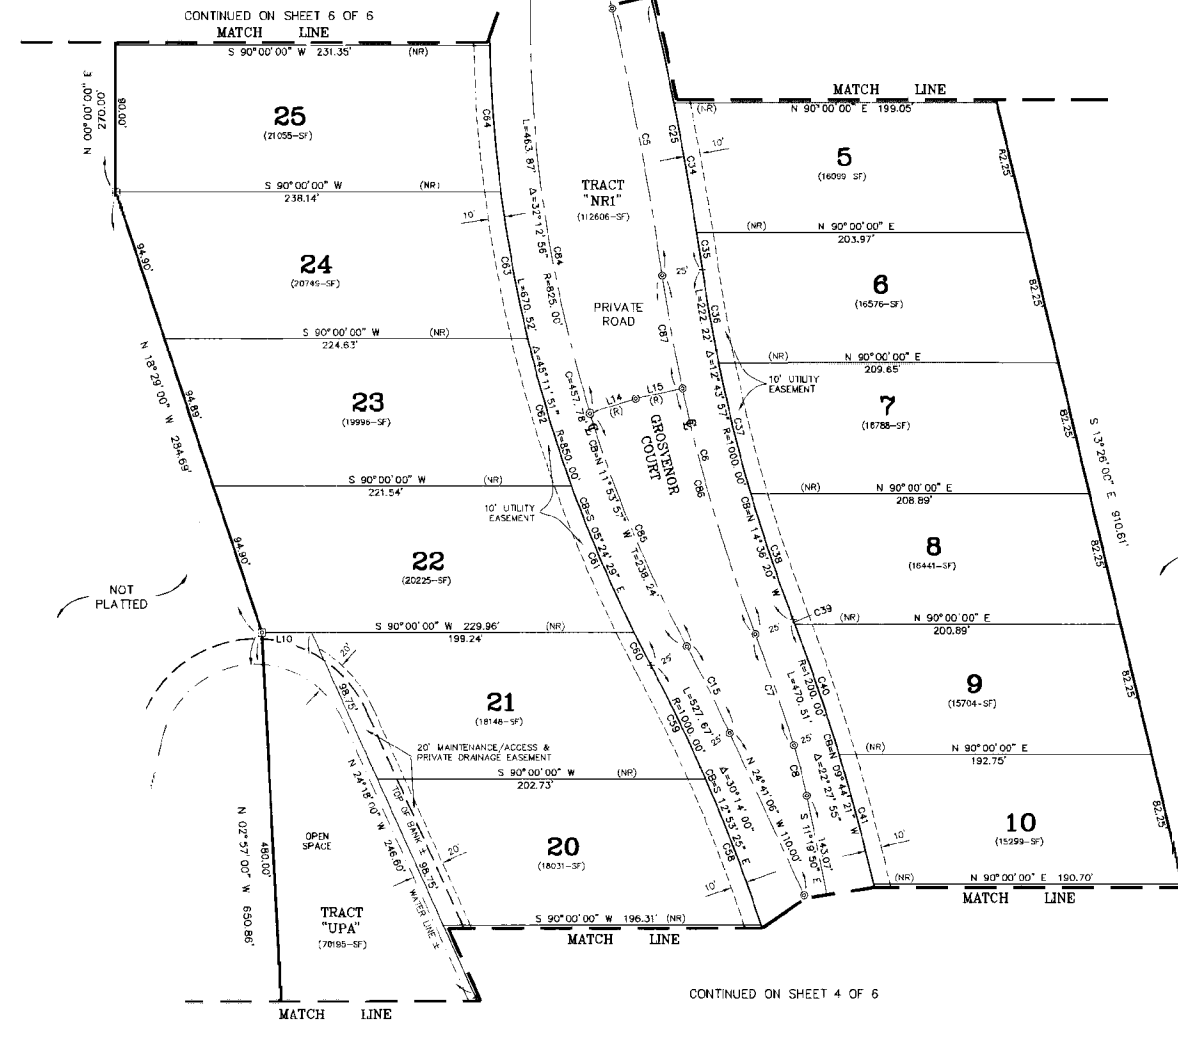 CONTINUED ON SHEET 6 OF 6
MATCH LINE
S 90°00'00" W 231.35' (NR)
N 00°00'00" E
270.00'
90.00'
25
(21055-SF)
C64
S 90°00'00" W (NR)
238.14'
10'
94.90'
24
(20749-SF)
C63
S 90°00'00" W (NR)
224.63'
N 18°29'00" W 284.69'
94.89'
23
(19996-SF)
C62
S 90°00'00" W (NR)
221.54'
10' UTILITY
EASEMENT
94.90'
22
(20225-SF)
C61
NOT
PLATTED
S 90°00'00" W 229.96' (NR)
199.24'
L10
20'
98.75'
C60
25'
21
(18148-SF)
C59
20' MAINTENANCE/ACCESS &
PRIVATE DRAINAGE EASEMENT
S 90°00'00" W (NR)
202.73'
N 24°18'00" W 246.60'
TOP OF BANK ±
98.75'
20'
WATER LINE ±
N 02°57'00" W 650.86'
480.00'
OPEN
SPACE
20
(18031-SF)
C58
10'
TRACT
"UPA"
(70195-SF)
S 90°00'00" W 196.31' (NR)
MATCH LINE
MATCH LINE
L=463.87' Δ=32°12'56" R=825.00'
C=457.78' CB=N 11°53'57" W T=238.24'
C84
C85
L=670.52' Δ=45°11'51" R=850.00'
CB=S 05°24'29" E
L=527.67'
R=1000.00'
Δ=30°14'00"
CB=S 12°53'25" E
TRACT
"NR1"
(112606-SF)
PRIVATE
ROAD
C5
C87
L14
(R)
L15
(R)
GROSVENOR
COURT
C6
C86
C15
25'
25'
C7
25'
C8
N 24°41'06" W 110.00'
S 11°19'50" E
143.07'
MATCH LINE
(NR) N 90°00'00" E 199.05'
C25
C34
10'
5
(16099 SF)
82.25'
(NR) N 90°00'00" E
203.97'
C35
25'
C36
L=222.22' Δ=12°43'57" R=1000.00'
CB=N 14°36'20" W
6
(16576-SF)
82.25'
(NR) N 90°00'00" E
209.65'
10' UTILITY
EASEMENT
C37
7
(16788-SF)
82.25'
S 13°26'00" E 910.61'
(NR) N 90°00'00" E
208.89'
C38
8
(16441-SF)
82.25'
C39
(NR) N 90°00'00" E
200.89'
R=1200.00'
L=470.51'
Δ=22°27'55"
CB=N 09°44'21" W
C40
9
(15704-SF)
82.25'
(NR) N 90°00'00" E
192.75'
C41
10
(15299-SF)
82.25'
10'
(NR) N 90°00'00" E 190.70'
MATCH LINE
CONTINUED ON SHEET 4 OF 6